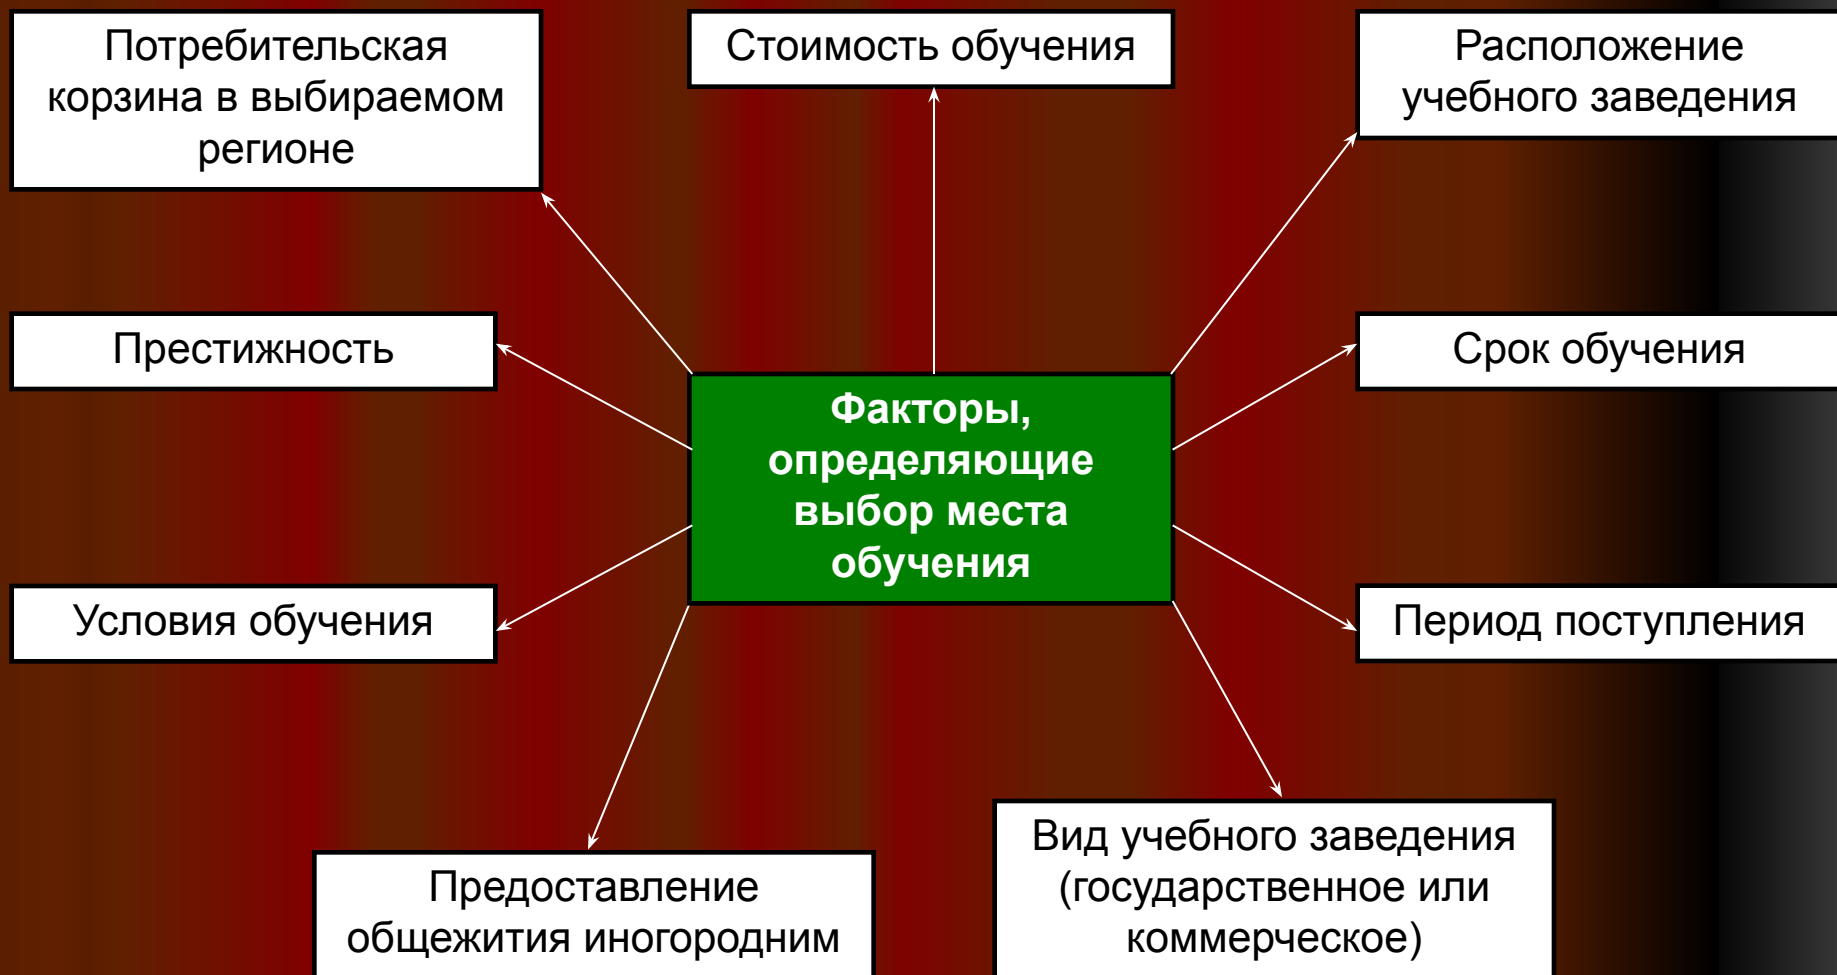 Потребительская
корзина в выбираемом
регионе
Стоимость обучения
Расположение
учебного заведения
Престижность
Срок обучения
Факторы,
определяющие
выбор места
обучения
Условия обучения
Период поступления
Предоставление
общежития иногородним
Вид учебного заведения
(государственное или
коммерческое)